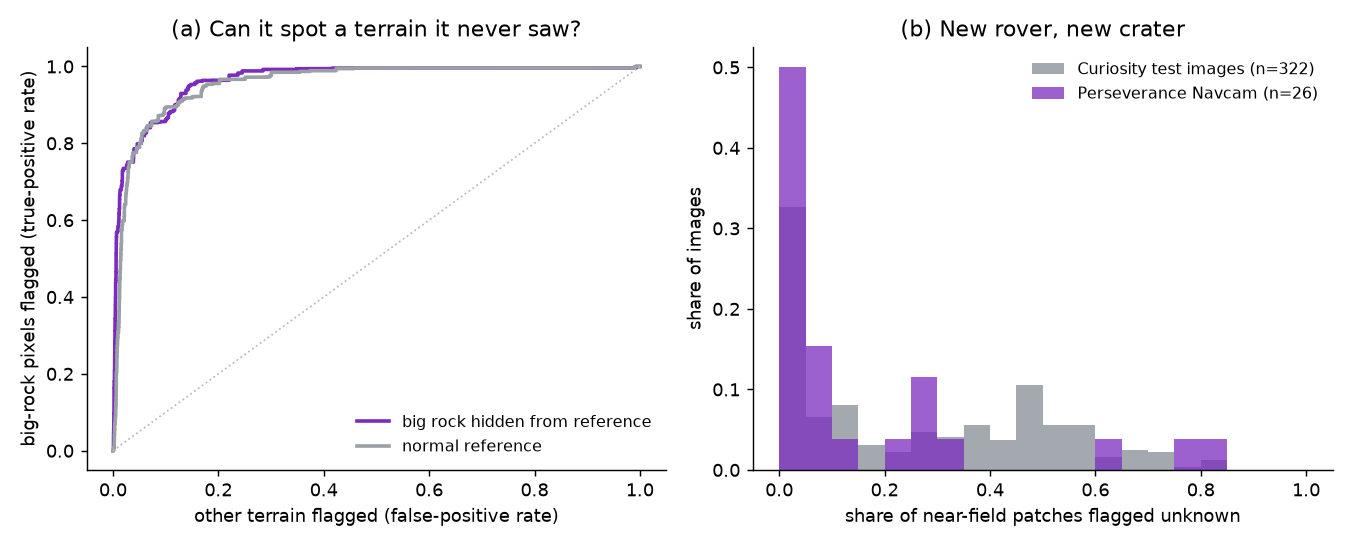 (a) Can it spot a terrain it never saw?
big-rock pixels flagged (true-positive rate)
1.0
0.8
0.6
0.4
0.2
0.0
big rock hidden from reference
normal reference
0.0 0.2 0.4 0.6 0.8 1.0
other terrain flagged (false-positive rate)
(b) New rover, new crater
share of images
0.5
0.4
0.3
0.2
0.1
0.0
Curiosity test images (n=322)
Perseverance Navcam (n=26)
0.0 0.2 0.4 0.6 0.8 1.0
share of near-field patches flagged unknown